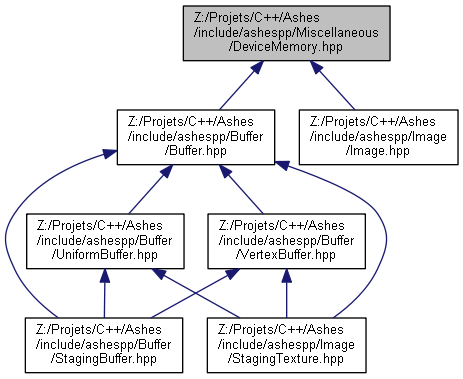 Z:/Projets/C++/Ashes
/include/ashespp/Miscellaneous
/DeviceMemory.hpp
Z:/Projets/C++/Ashes
/include/ashespp/Buffer
/Buffer.hpp
Z:/Projets/C++/Ashes
/include/ashespp/Image
/Image.hpp
Z:/Projets/C++/Ashes
/include/ashespp/Buffer
/UniformBuffer.hpp
Z:/Projets/C++/Ashes
/include/ashespp/Buffer
/VertexBuffer.hpp
Z:/Projets/C++/Ashes
/include/ashespp/Buffer
/StagingBuffer.hpp
Z:/Projets/C++/Ashes
/include/ashespp/Image
/StagingTexture.hpp